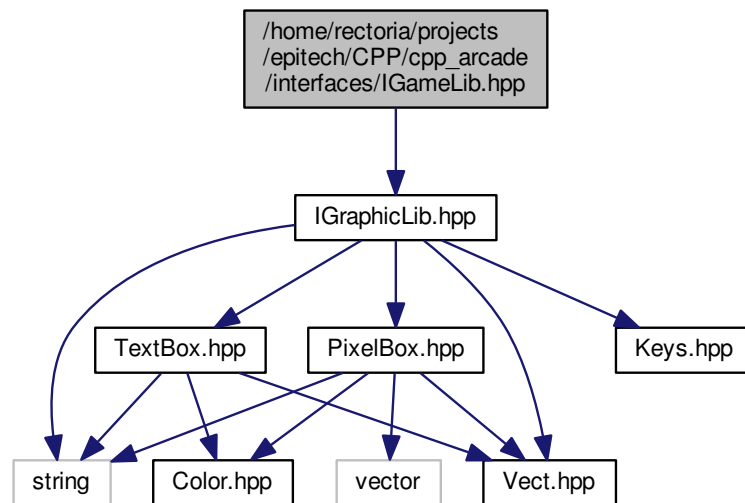 /home/rectoria/projects
/epitech/CPP/cpp_arcade
/interfaces/IGameLib.hpp
IGraphicLib.hpp
TextBox.hpp
PixelBox.hpp
Keys.hpp
string
Color.hpp
vector
Vect.hpp